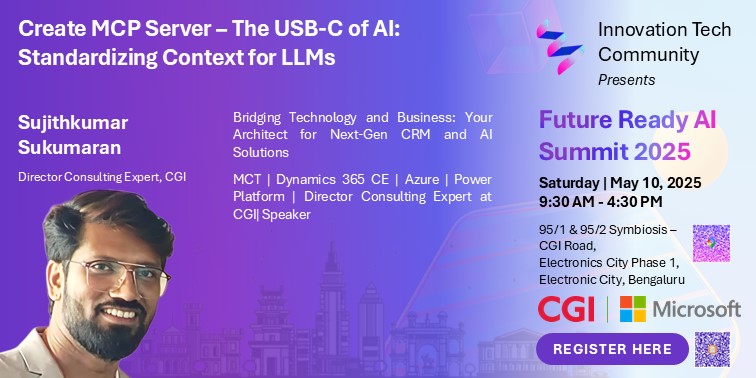 Create MCP Server – The USB-C of AI:
Standardizing Context for LLMs
Sujithkumar
Sukumaran
Director Consulting Expert, CGI
Bridging Technology and Business: Your
Architect for Next-Gen CRM and AI
Solutions
MCT | Dynamics 365 CE | Azure | Power
Platform | Director Consulting Expert at
CGI| Speaker
Innovation Tech
Community
Presents
Future Ready AI
Summit 2025
Saturday | May 10, 2025
9:30 AM - 4:30 PM
95/1 & 95/2 Symbiosis –
CGI Road,
Electronics City Phase 1,
Electronic City, Bengaluru
CGI | Microsoft
REGISTER HERE